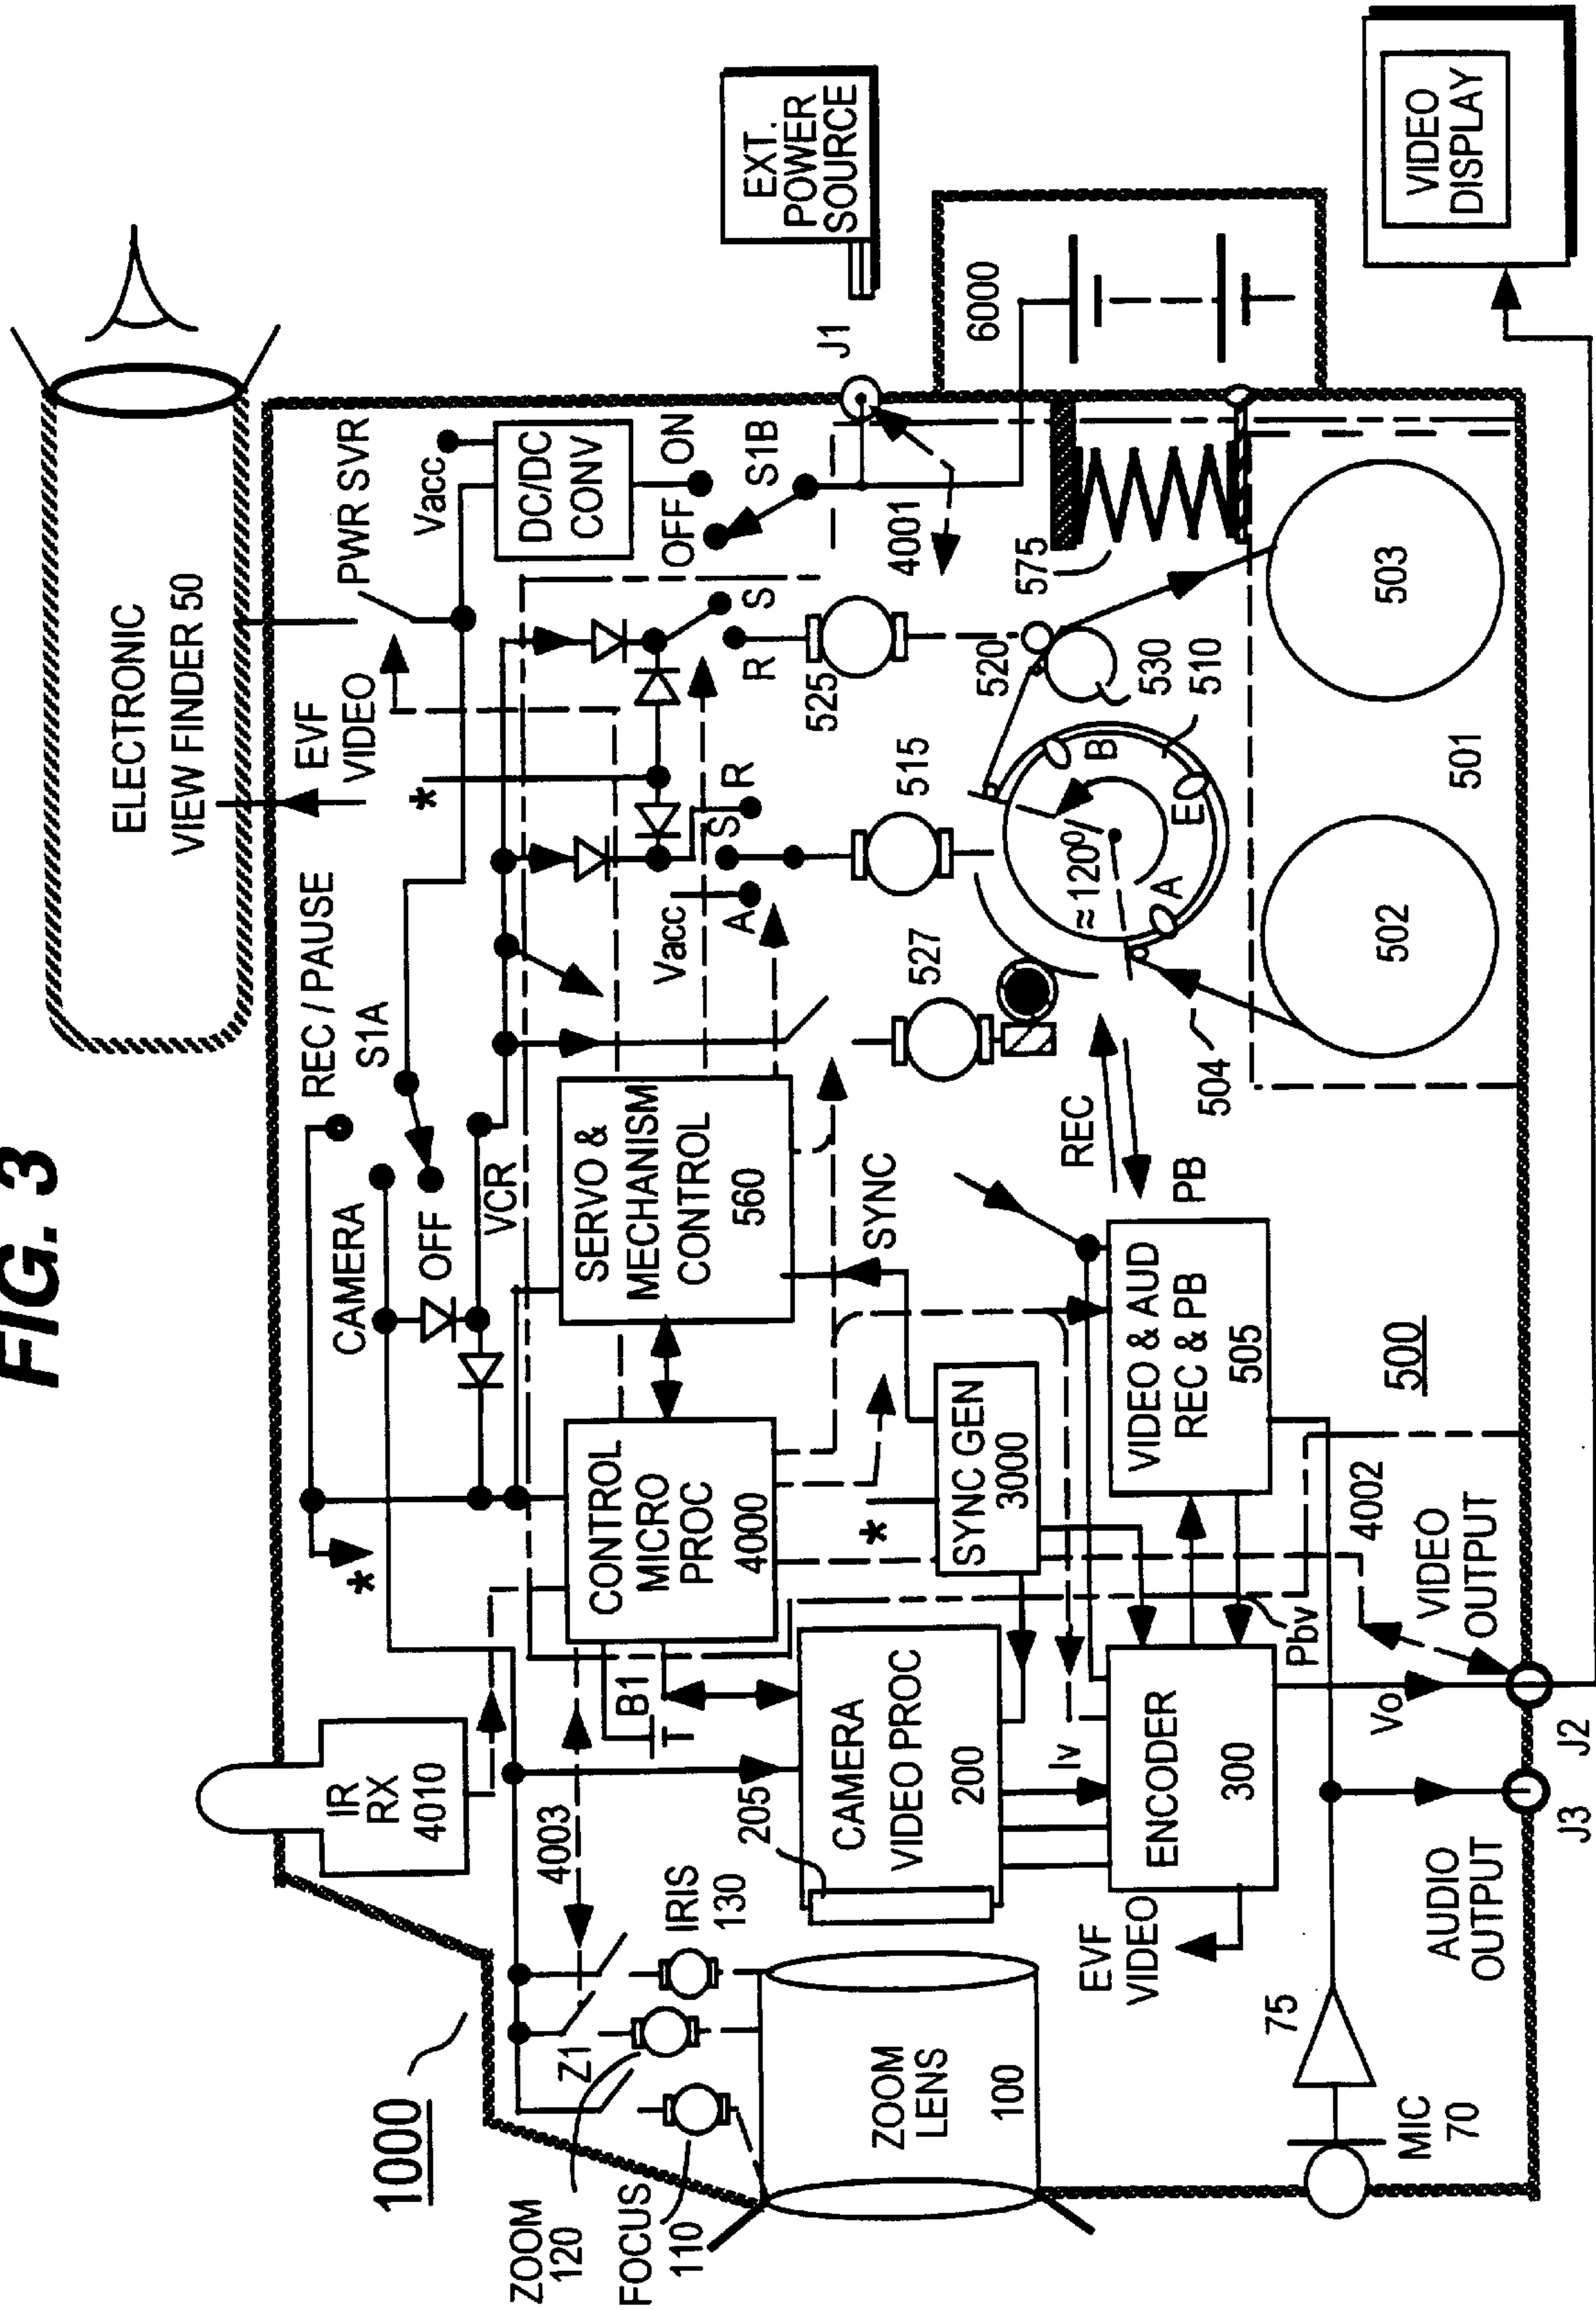 FIG. 3
1000
ELECTRONIC
VIEW FINDER 50
EVF
VIDEO
PWR SVR
Vacc
DC/DC
CONV
OFF
ON
S1B
REC / PAUSE
S1A
CAMERA
OFF
VCR
*
*
IR
RX
4010
4003
B1
CONTROL
MICRO
PROC
4000
SERVO &
MECHANISM
CONTROL
560
Vacc
A
S
R
R
S
527
515
525
4001
J1
EXT.
POWER
SOURCE
6000
575
520
530
510
≈ 120º
A
B
E
504
502
501
503
ZOOM
120
FOCUS
110
Z1
IRIS
130
ZOOM
LENS
100
205
CAMERA
VIDEO PROC
200
*
SYNC GEN
3000
SYNC
Iv
ENCODER
300
EVF
VIDEO
VIDEO & AUD
REC & PB
505
REC
PB
500
Pbv
4002
Vo
VIDEO
OUTPUT
J2
J3
AUDIO
OUTPUT
75
MIC
70
VIDEO
DISPLAY